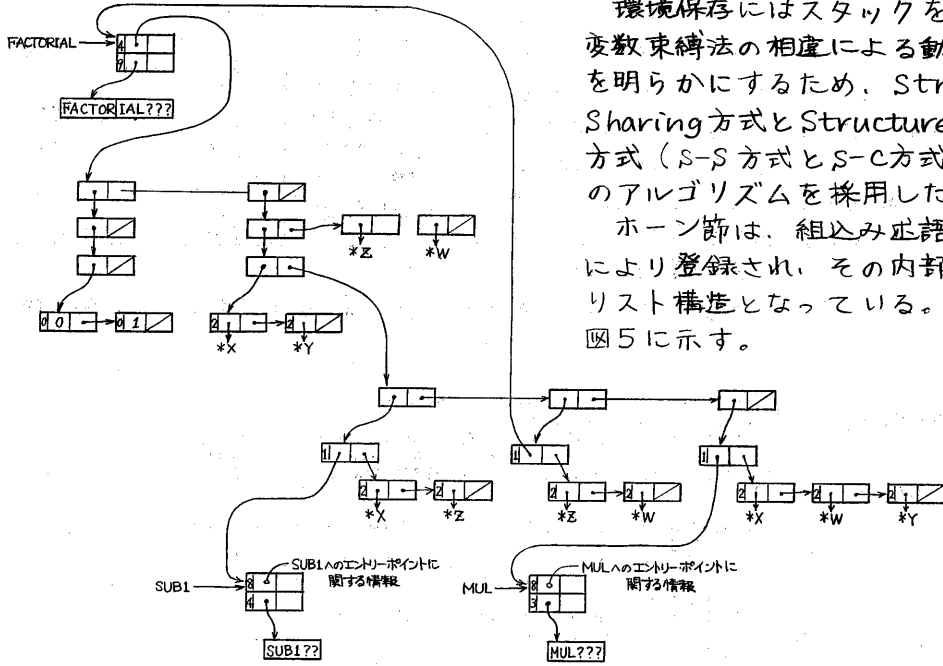 環境保存にはスタックを
変数束縛法の相違による動
を明らかにするため、Str
Sharing方式とStructure
方式(S-S方式とS-C方式
のアルゴリズムを採用した
ホーン節は、組込み述語
により登録され、その内部
リスト構造となっている。
図5に示す。
FACTORIAL
4
9
FACTORIAL???
*Z
*W
0 0
0 1
2
2
*X
*Y
1
1
1
2
2
*X
*Z
2
2
*Z
*W
2
2
2
*X
*W
*Y
SUB1
8
4
SUB1へのエントリーポイントに
関する情報
SUB1??
MUL
8
3
MULへのエントリーポイントに
関する情報
MUL???